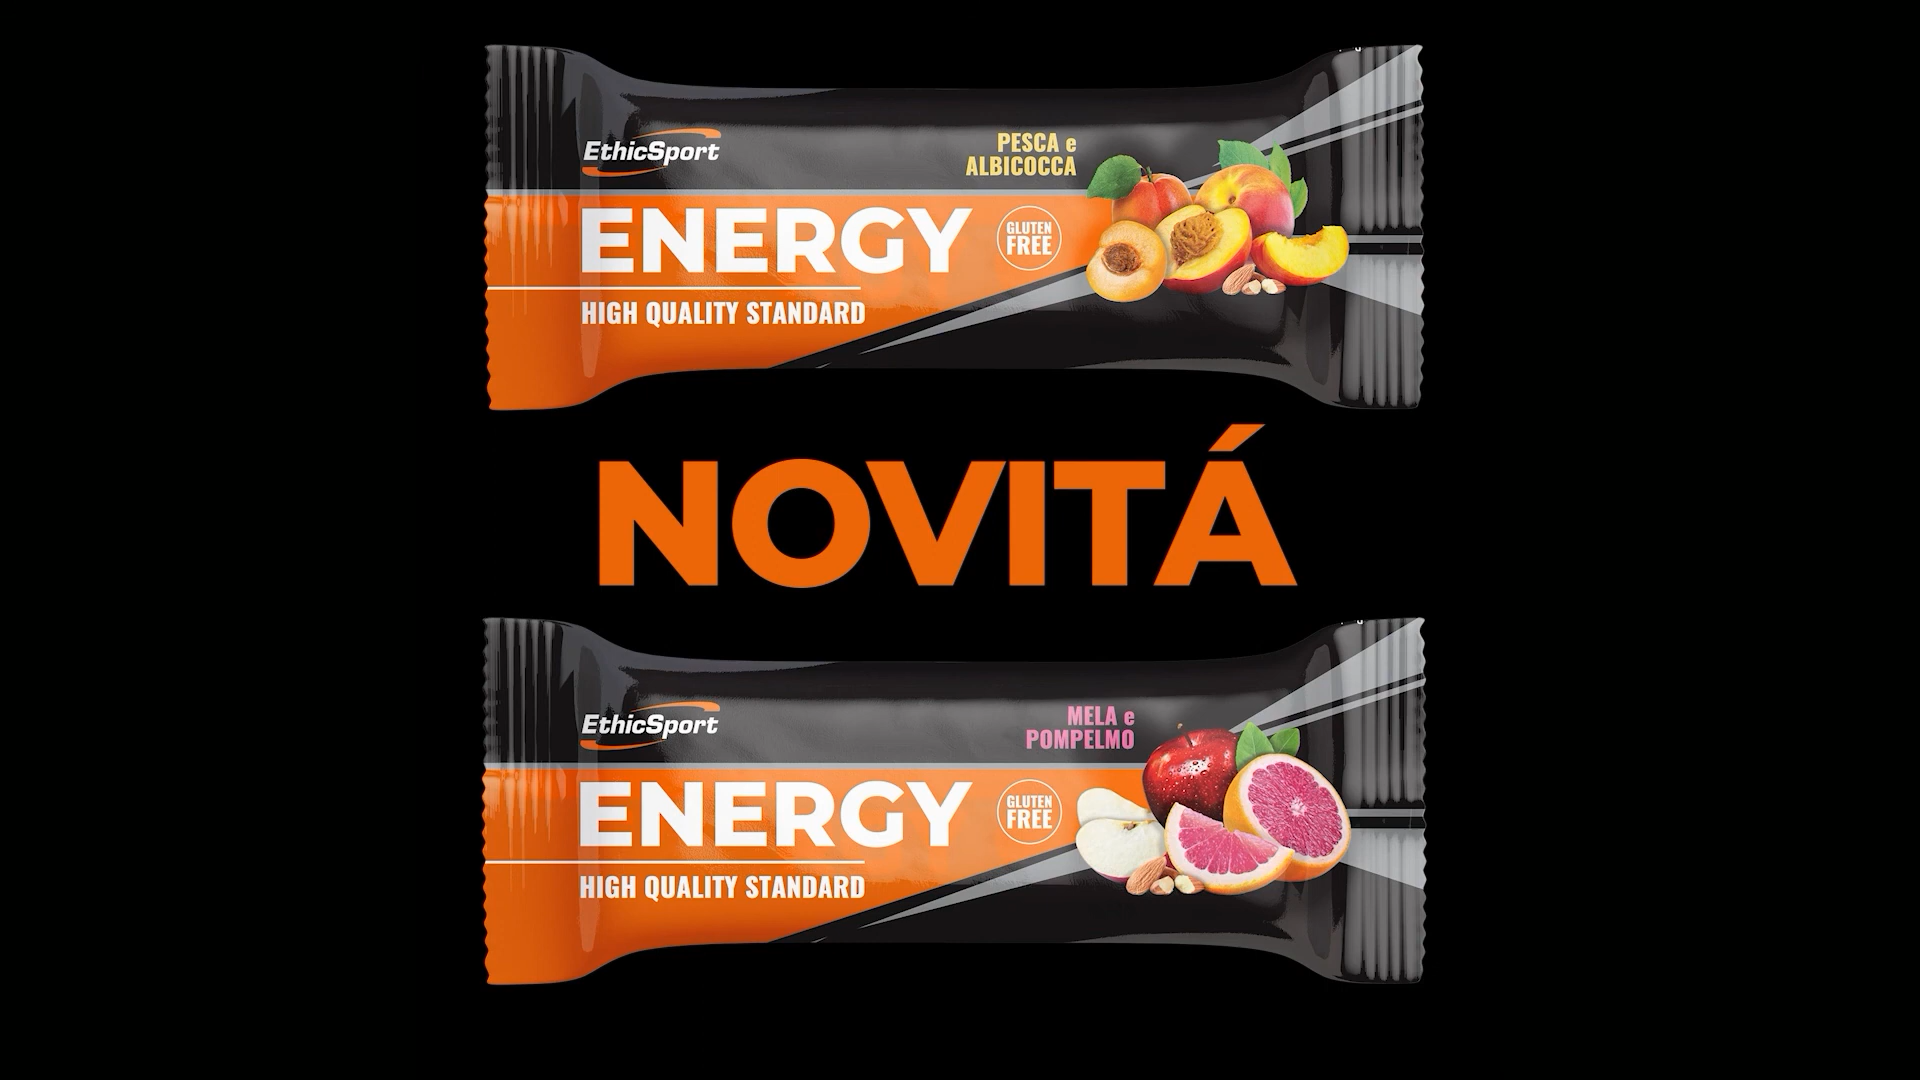 EthicSport
PESCA e
ALBICOCCA
ENERGY
GLUTEN
FREE
HIGH QUALITY STANDARD
NOVITÁ
EthicSport
MELA e
POMPELMO
ENERGY
GLUTEN
FREE
HIGH QUALITY STANDARD